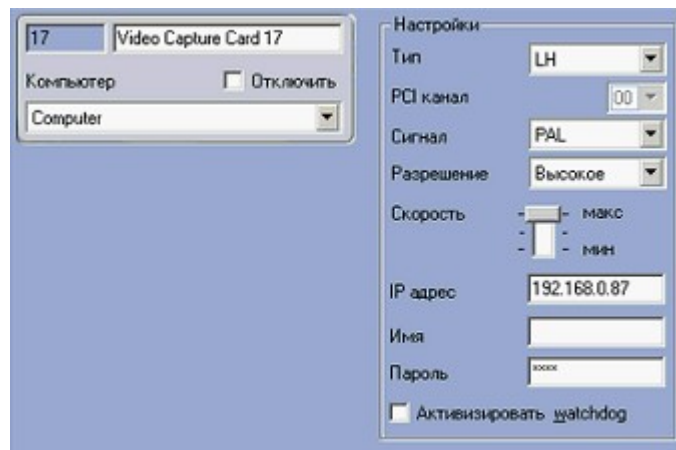 17 Video Capture Card 17
Компьютер Отключить
Computer
Настройки
Тип LH
PCI канал 00
Сигнал PAL
Разрешение Высокое
Скорость макс
мин
IP адрес 192.168.0.87
Имя
Пароль xxxx
Активизировать watchdog